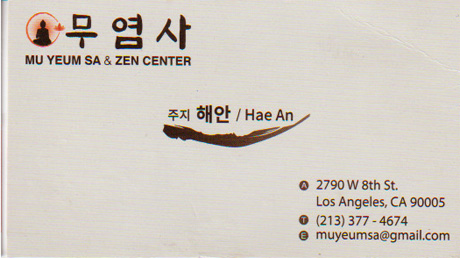 무염사
MU YEUM SA & ZEN CENTER
주지 해안 / Hae An
A 2790 W 8th St.
Los Angeles, CA 90005
T (213) 377 - 4674
E muyeumsa@gmail.com